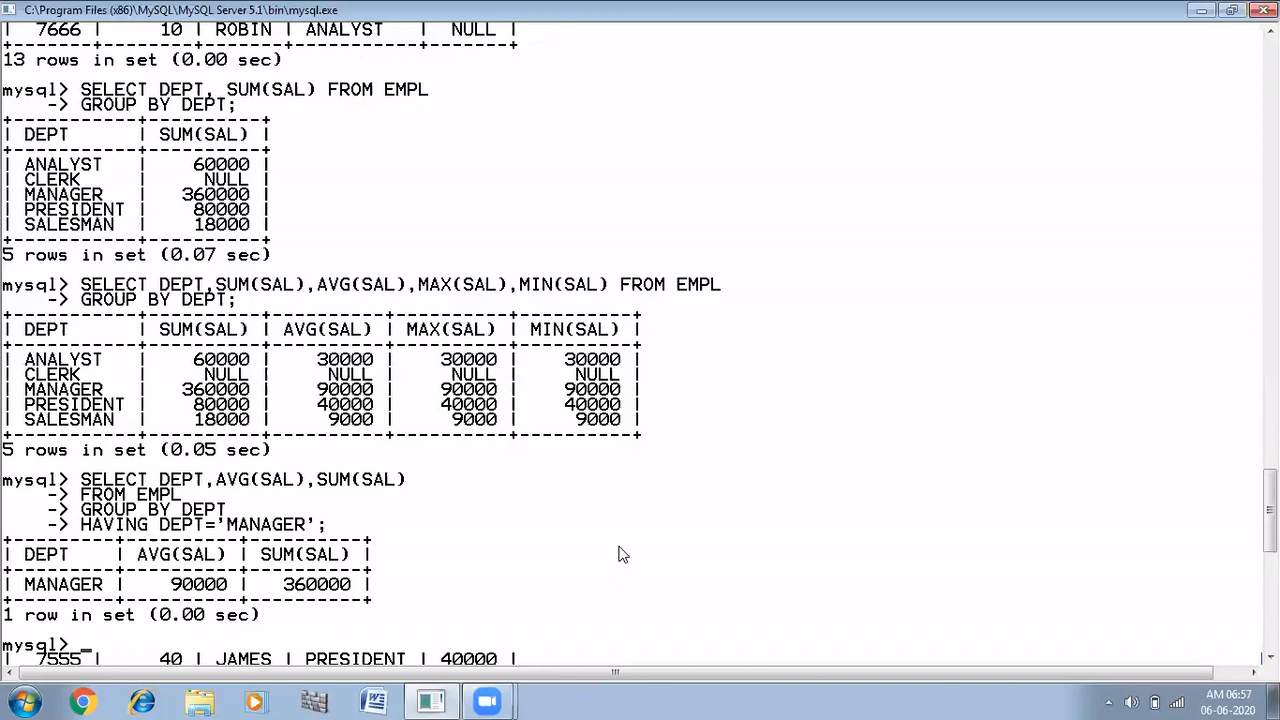 C:\Program Files (x86)\MySQL\MySQL Server 5.1\bin\mysql.exe
| 7666 | 10 | ROBIN | ANALYST | NULL |
+-----------+----------+-------+-----------+-------+
13 rows in set (0.00 sec)
mysql> SELECT DEPT, SUM(SAL) FROM EMPL
-> GROUP BY DEPT;
+-----------+----------+
| DEPT | SUM(SAL) |
+-----------+----------+
| ANALYST | 60000 |
| CLERK | NULL |
| MANAGER | 360000 |
| PRESIDENT | 80000 |
| SALESMAN | 18000 |
+-----------+----------+
5 rows in set (0.07 sec)
mysql> SELECT DEPT,SUM(SAL),AVG(SAL),MAX(SAL),MIN(SAL) FROM EMPL
-> GROUP BY DEPT;
+-----------+----------+----------+----------+----------+
| DEPT | SUM(SAL) | AVG(SAL) | MAX(SAL) | MIN(SAL) |
+-----------+----------+----------+----------+----------+
| ANALYST | 60000 | 30000 | 30000 | 30000 |
| CLERK | NULL | NULL | NULL | NULL |
| MANAGER | 360000 | 90000 | 90000 | 90000 |
| PRESIDENT | 80000 | 40000 | 40000 | 40000 |
| SALESMAN | 18000 | 9000 | 9000 | 9000 |
+-----------+----------+----------+----------+----------+
5 rows in set (0.05 sec)
mysql> SELECT DEPT,AVG(SAL),SUM(SAL)
-> FROM EMPL
-> GROUP BY DEPT
-> HAVING DEPT='MANAGER';
+---------+----------+----------+
| DEPT | AVG(SAL) | SUM(SAL) |
+---------+----------+----------+
| MANAGER | 90000 | 360000 |
+---------+----------+----------+
1 row in set (0.00 sec)
mysql> _
| 7555 | 40 | JAMES | PRESIDENT | 40000 |
AM 06:57
06-06-2020